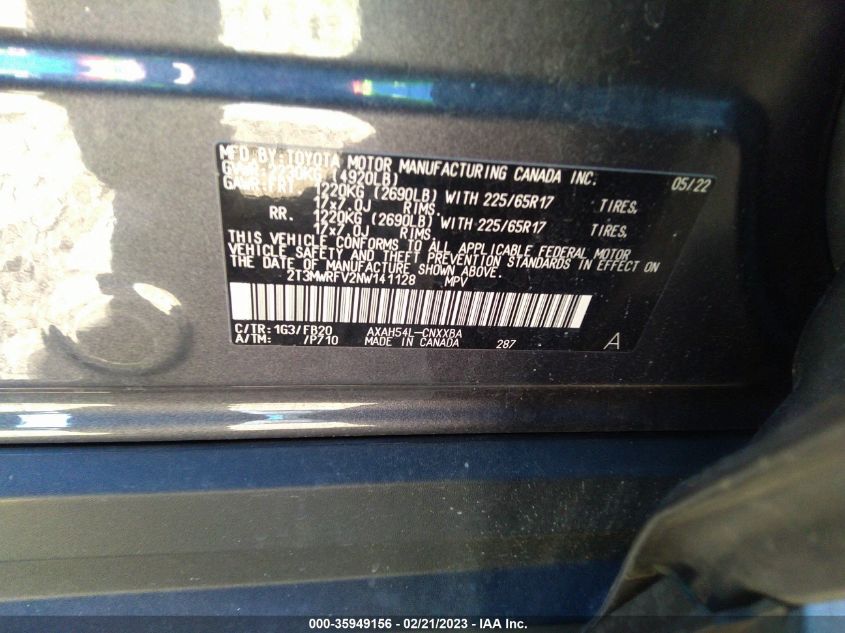 MFD BY:TOYOTA MOTOR MANUFACTURING CANADA INC. 05/22
GVWR 2230KG (4920LB)
GAWR:FRT. 1220KG (2690LB) WITH 225/65R17 TIRES,
17x7.0J RIMS,
RR. 1220KG (2690LB) WITH 225/65R17 TIRES,
17x7.0J RIMS,
THIS VEHICLE CONFORMS TO ALL APPLICABLE FEDERAL MOTOR
VEHICLE SAFETY AND THEFT PREVENTION STANDARDS IN EFFECT ON
THE DATE OF MANUFACTURE SHOWN ABOVE.
2T3MWRFV2NW141128 MPV
C/TR: 1G3/FB20 AXAH54L-CNXXBA
A/TM: /P710 MADE IN CANADA 287 A
000-35949156 — 02/21/2023 — IAA Inc.